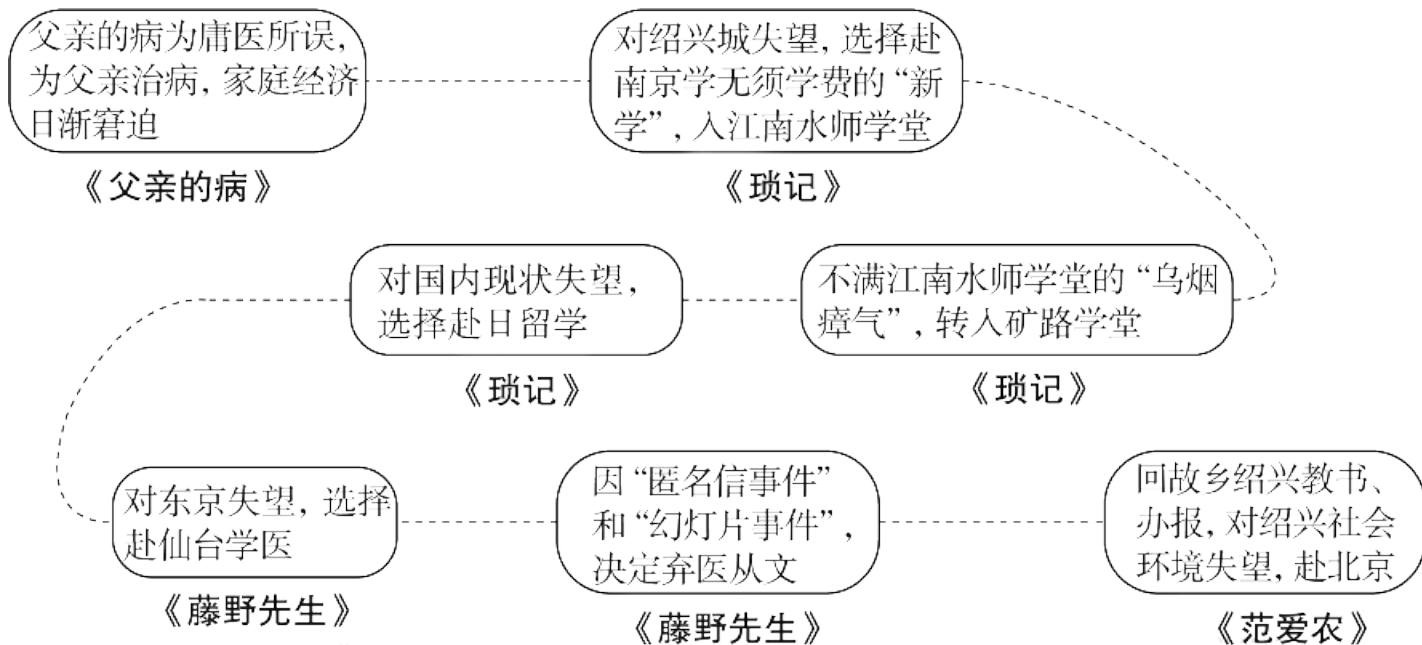 父亲的病为庸医所误,
为父亲治病, 家庭经济
日渐窘迫
《父亲的病》
对绍兴城失望, 选择赴
南京学无须学费的“新
学”, 入江南水师学堂
《琐记》
不满江南水师学堂的“乌烟
瘴气”, 转入矿路学堂
《琐记》
对国内现状失望,
选择赴日留学
《琐记》
对东京失望, 选择
赴仙台学医
《藤野先生》
因“匿名信事件”
和“幻灯片事件”,
决定弃医从文
《藤野先生》
回故乡绍兴教书、
办报, 对绍兴社会
环境失望, 赴北京
《范爱农》